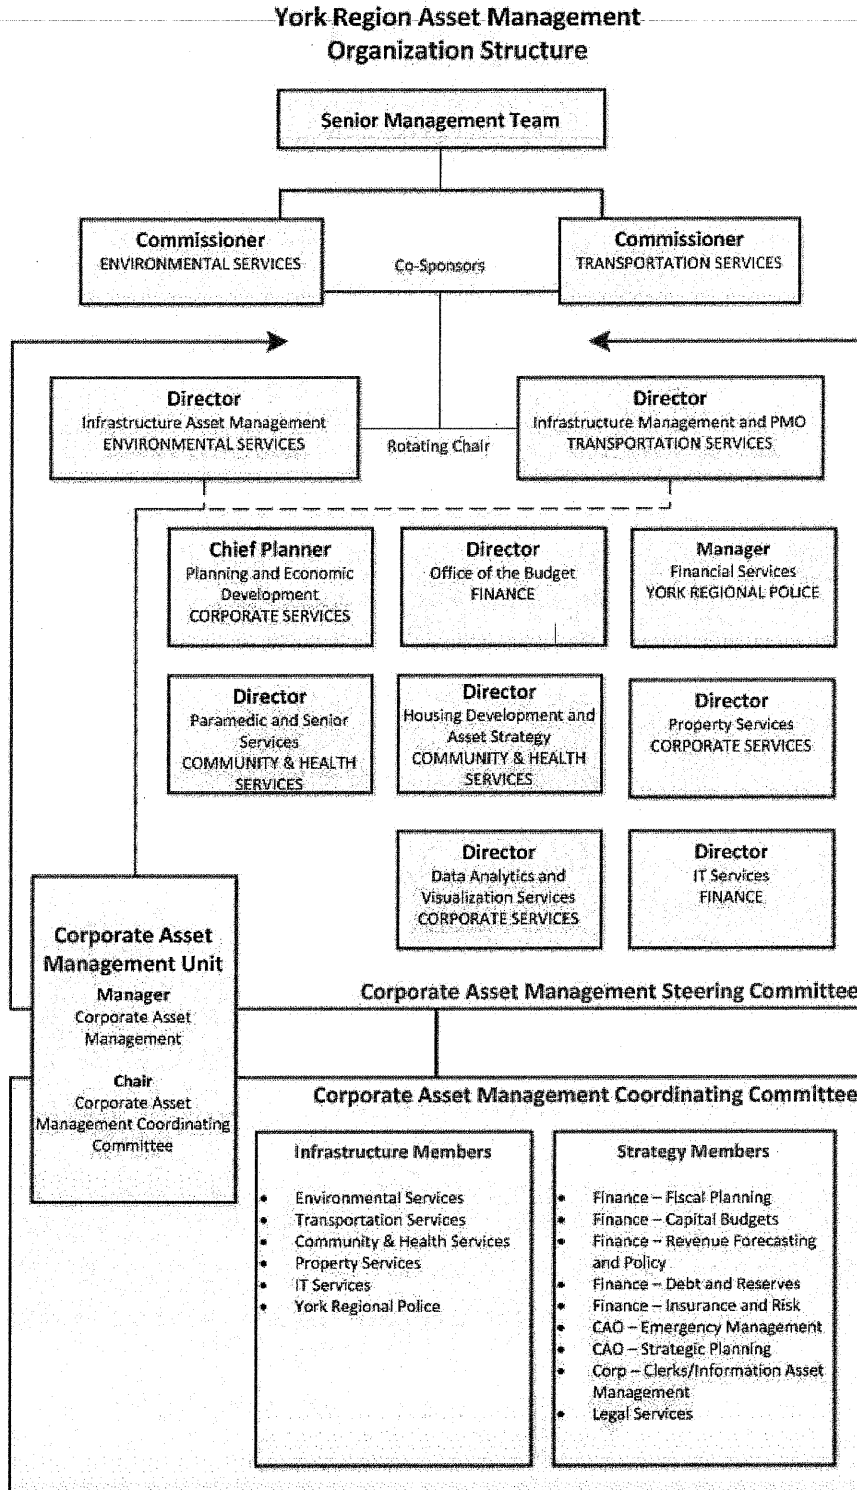 York Region Asset Management
Organization Structure
Senior Management Team
Commissioner
ENVIRONMENTAL SERVICES
Co-Sponsors
Commissioner
TRANSPORTATION SERVICES
Director
Infrastructure Asset Management
ENVIRONMENTAL SERVICES
Rotating Chair
Director
Infrastructure Management and PMO
TRANSPORTATION SERVICES
Chief Planner
Planning and Economic
Development
CORPORATE SERVICES
Director
Office of the Budget
FINANCE
Manager
Financial Services
YORK REGIONAL POLICE
Director
Paramedic and Senior
Services
COMMUNITY & HEALTH
SERVICES
Director
Housing Development and
Asset Strategy
COMMUNITY & HEALTH
SERVICES
Director
Property Services
CORPORATE SERVICES
Director
Data Analytics and
Visualization Services
CORPORATE SERVICES
Director
IT Services
FINANCE
Corporate Asset
Management Unit
Manager
Corporate Asset
Management
Chair
Corporate Asset
Management Coordinating
Committee
Corporate Asset Management Steering Committee
Corporate Asset Management Coordinating Committee
Infrastructure Members
• Environmental Services
• Transportation Services
• Community & Health Services
• Property Services
• IT Services
• York Regional Police
Strategy Members
• Finance – Fiscal Planning
• Finance – Capital Budgets
• Finance – Revenue Forecasting
and Policy
• Finance – Debt and Reserves
• Finance – Insurance and Risk
• CAO – Emergency Management
• CAO – Strategic Planning
• Corp – Clerks/Information Asset
Management
• Legal Services